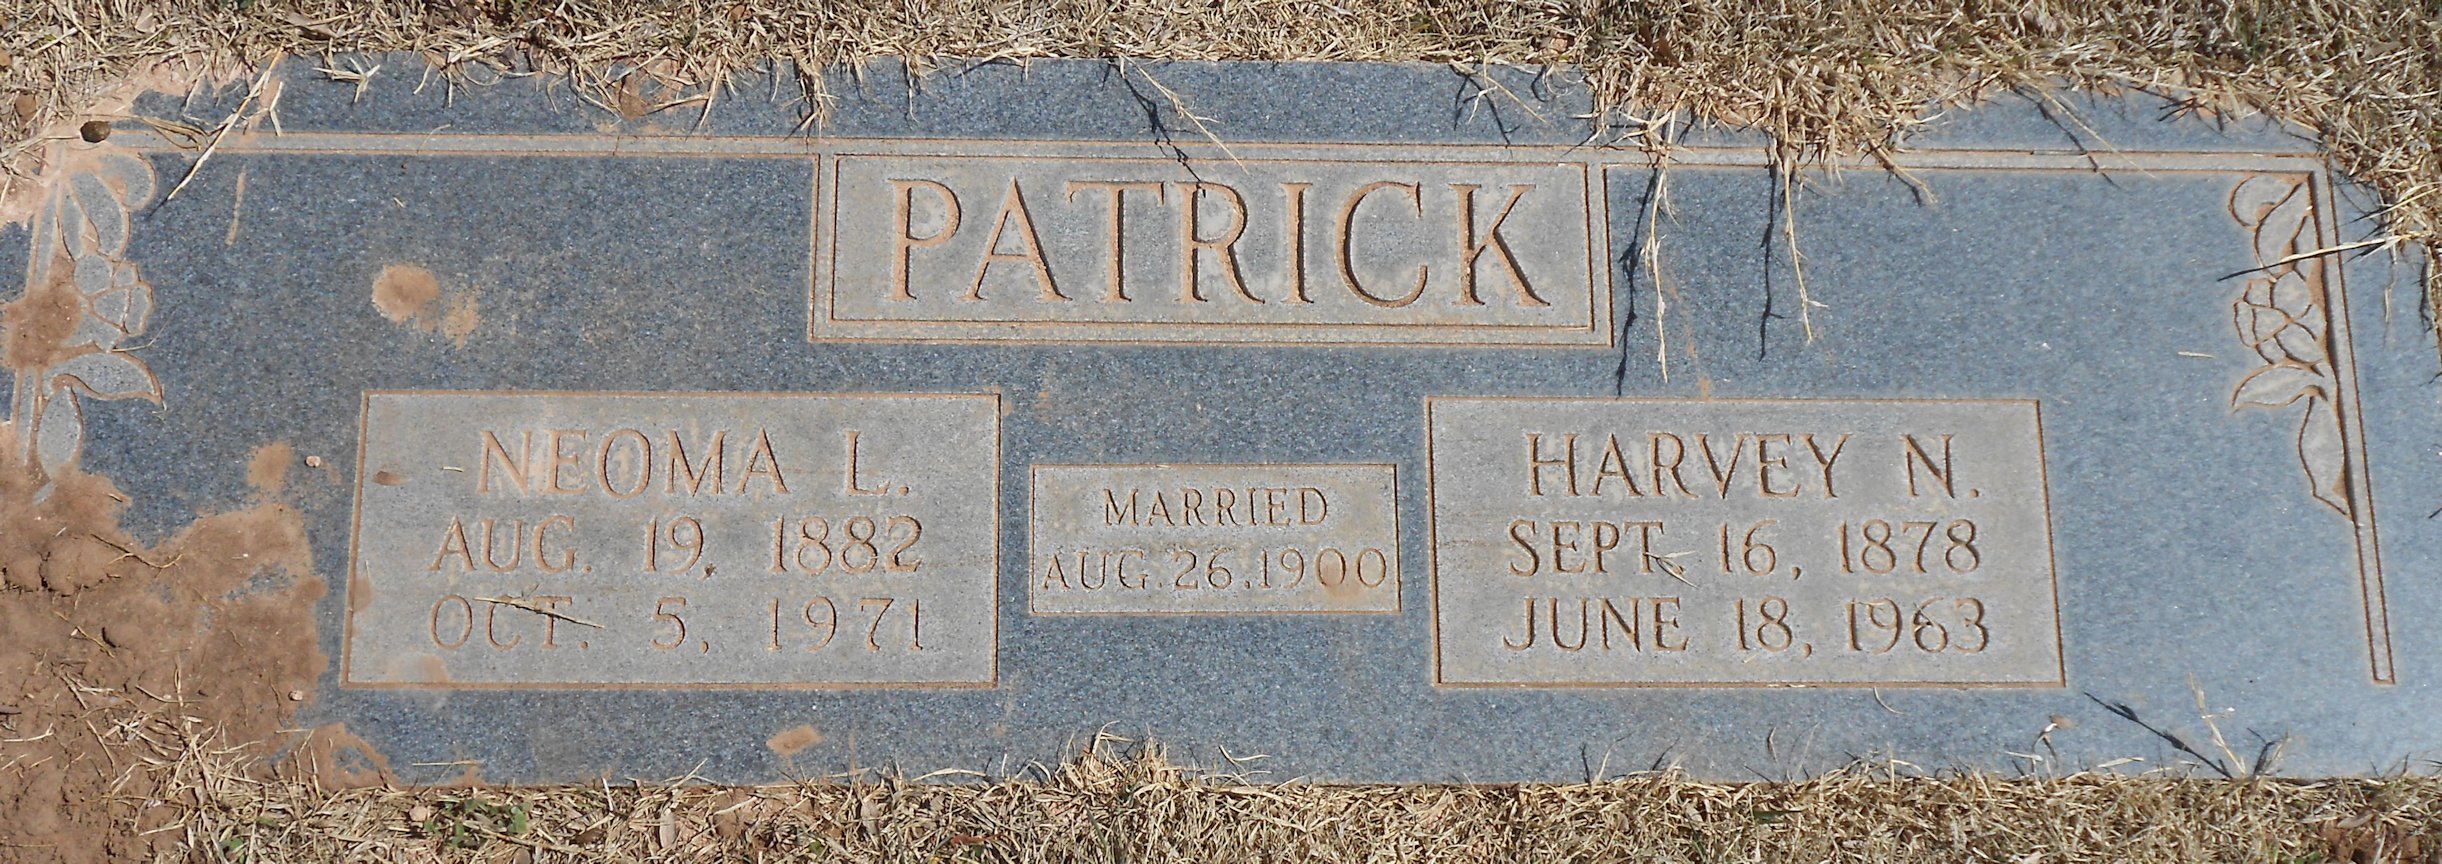 PATRICK
NEOMA L.
AUG. 19, 1882
OCT. 5, 1971
MARRIED
AUG. 26, 1900
HARVEY N.
SEPT. 16, 1878
JUNE 18, 1963